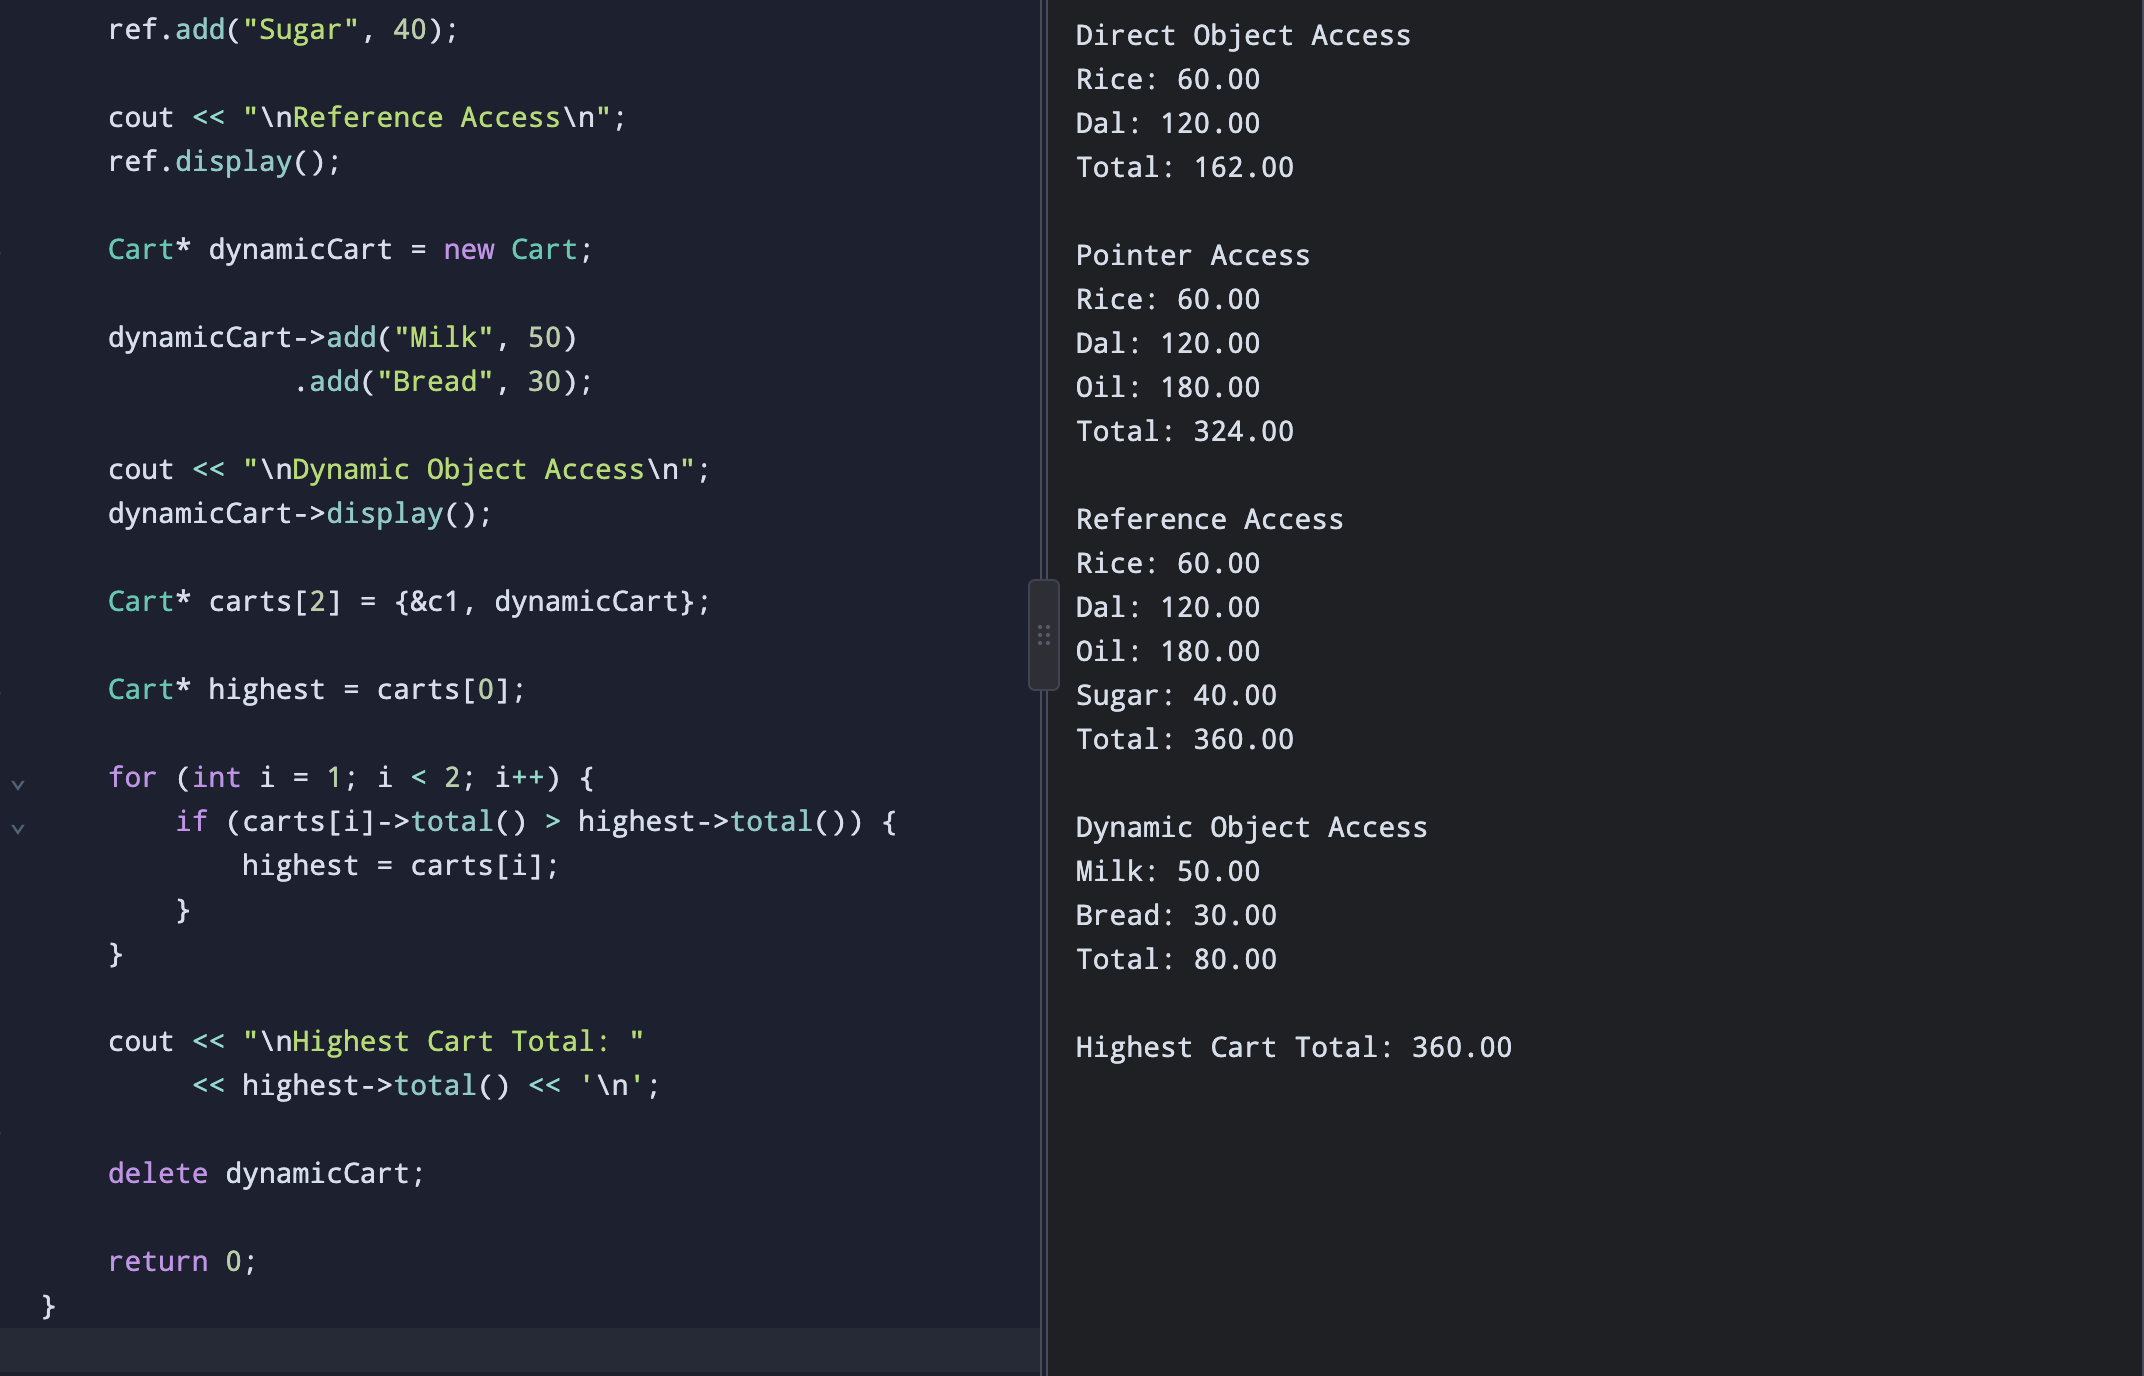 ref.add("Sugar", 40);
cout << "\nReference Access\n";
ref.display();
Cart* dynamicCart = new Cart;
dynamicCart->add("Milk", 50)
.add("Bread", 30);
cout << "\nDynamic Object Access\n";
dynamicCart->display();
Cart* carts[2] = {&c1, dynamicCart};
Cart* highest = carts[0];
for (int i = 1; i < 2; i++) {
if (carts[i]->total() > highest->total()) {
highest = carts[i];
}
}
cout << "\nHighest Cart Total: "
<< highest->total() << '\n';
delete dynamicCart;
return 0;
}
Direct Object Access
Rice: 60.00
Dal: 120.00
Total: 162.00
Pointer Access
Rice: 60.00
Dal: 120.00
Oil: 180.00
Total: 324.00
Reference Access
Rice: 60.00
Dal: 120.00
Oil: 180.00
Sugar: 40.00
Total: 360.00
Dynamic Object Access
Milk: 50.00
Bread: 30.00
Total: 80.00
Highest Cart Total: 360.00